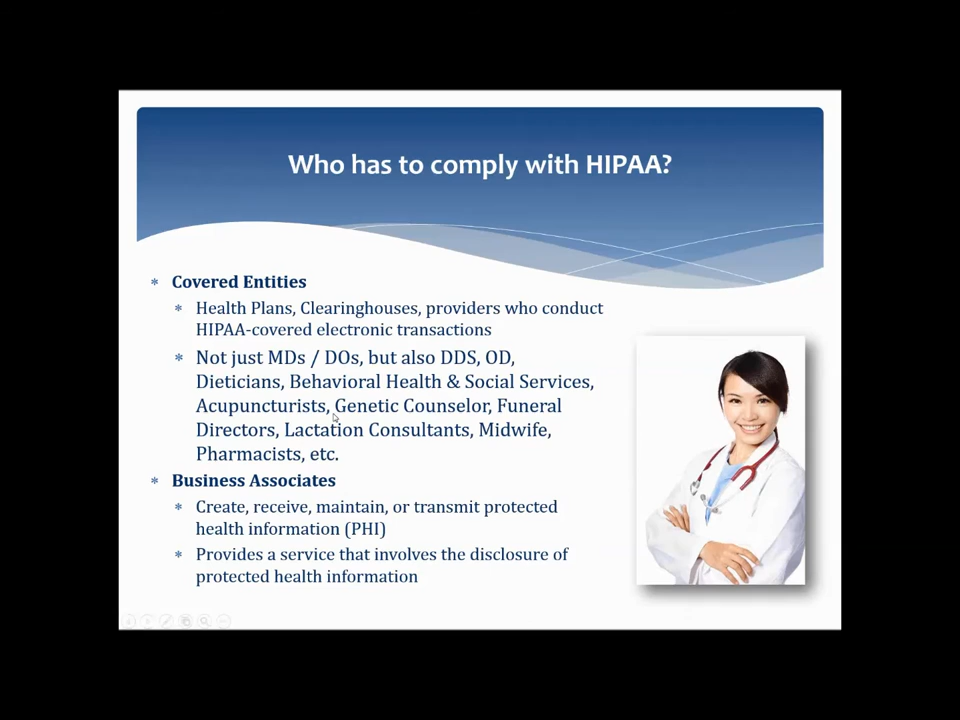 Who has to comply with HIPAA?
* Covered Entities
* Health Plans, Clearinghouses, providers who conduct
HIPAA-covered electronic transactions
* Not just MDs / DOs, but also DDS, OD,
Dieticians, Behavioral Health & Social Services,
Acupuncturists, Genetic Counselor, Funeral
Directors, Lactation Consultants, Midwife,
Pharmacists, etc.
* Business Associates
* Create, receive, maintain, or transmit protected
health information (PHI)
* Provides a service that involves the disclosure of
protected health information